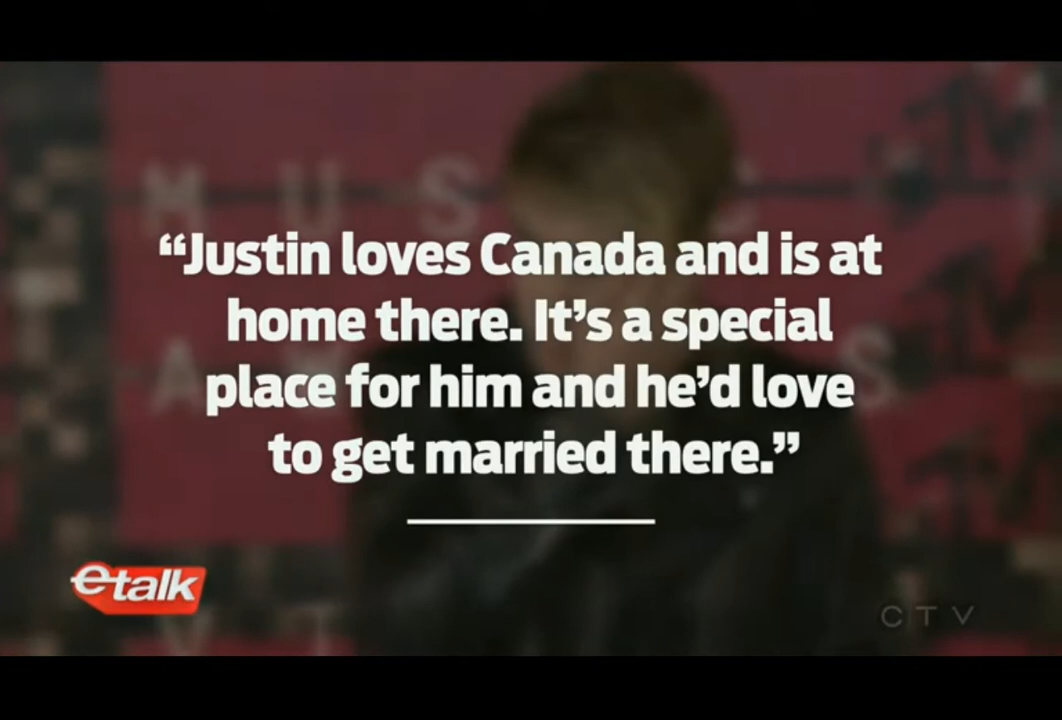 M U S C
“Justin loves Canada and is at
home there. It’s a special
place for him and he’d love
to get married there.”
A S
etalk
CTV